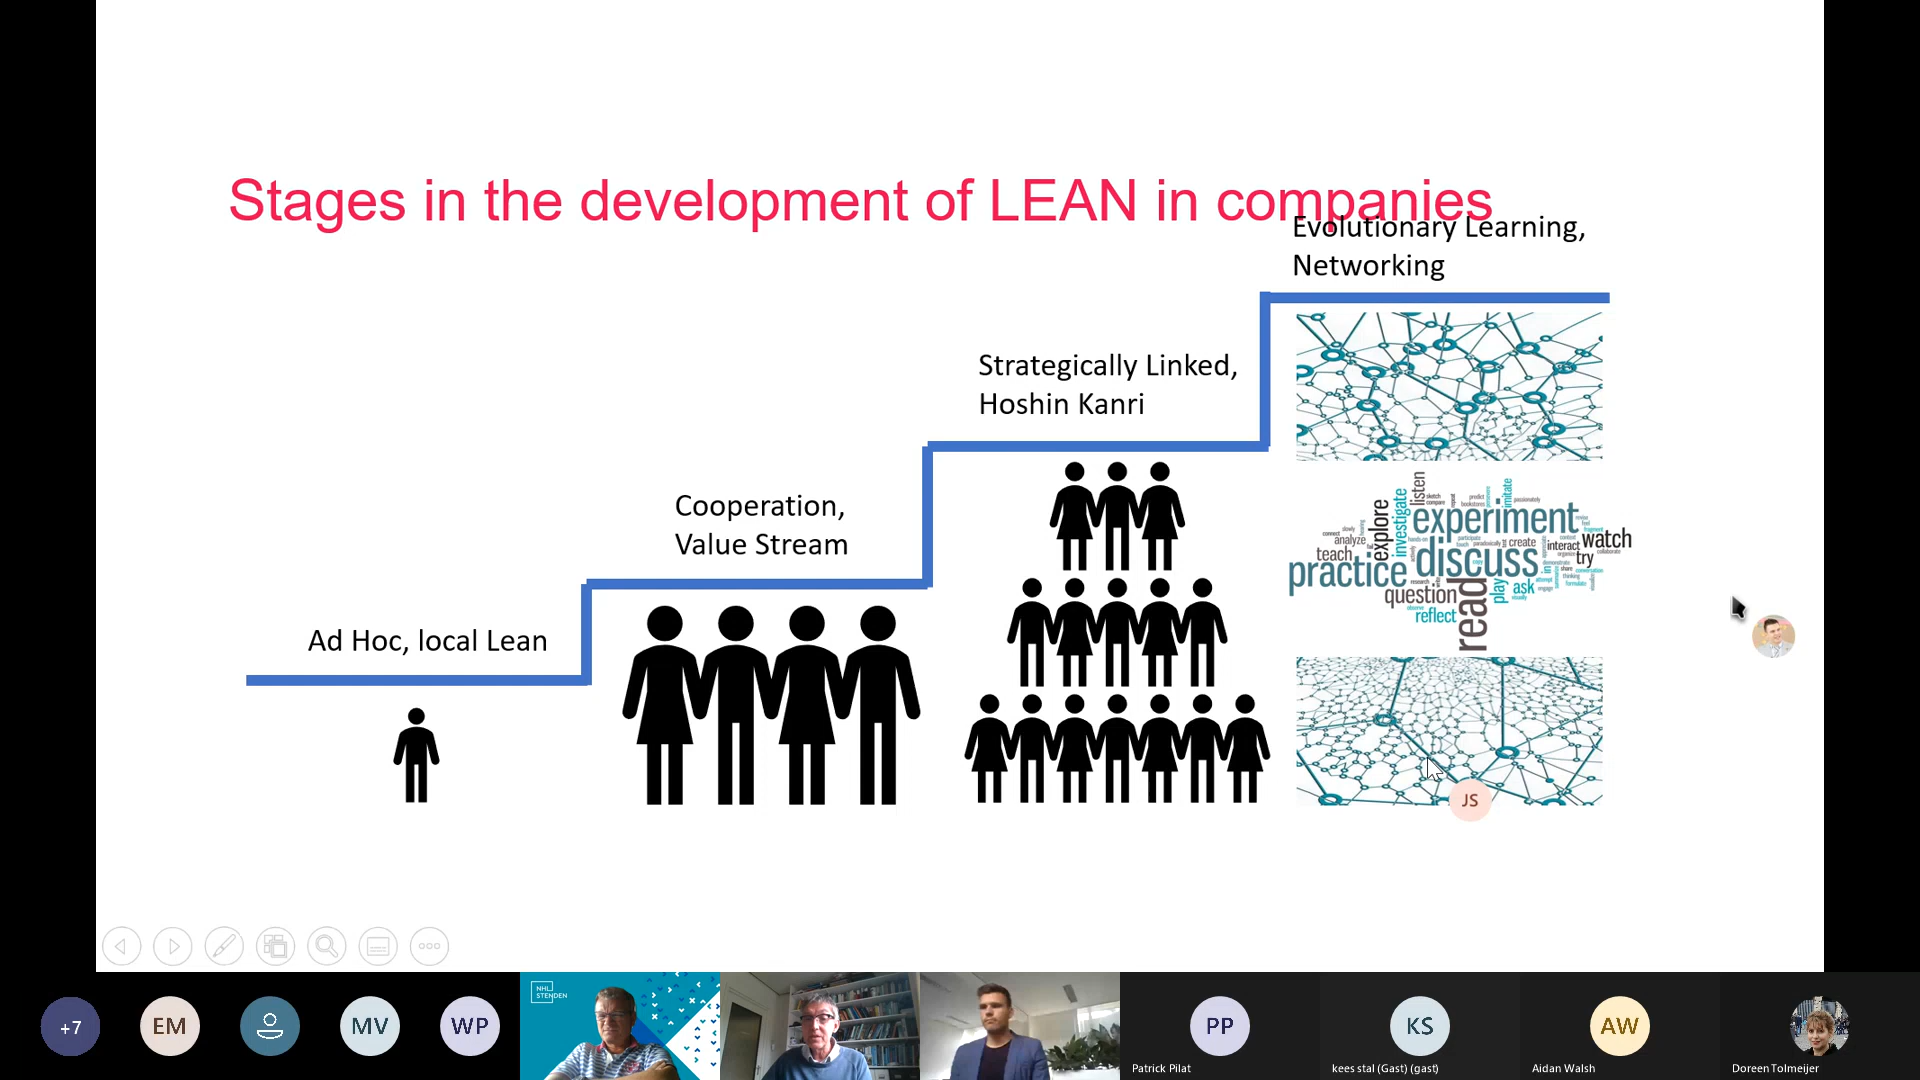 Stages in the development of LEAN in companies
Evolutionary Learning,
Networking
Strategically Linked,
Hoshin Kanri
Cooperation,
Value Stream
Ad Hoc, local Lean
listen
imitate
explore
investigate
experiment
analyze
teach
create
interact
watch
discuss
try
practice
question
play
ask
in
reflect
read
JS
+7
EM
MV
WP
NHL
STENDEN
PP
Patrick Pilat
KS
kees stal (Gast) (gast)
AW
Aidan Walsh
Doreen Tolmeijer